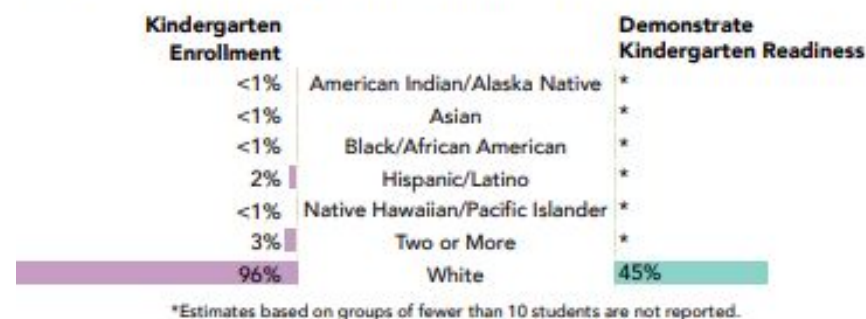 Kindergarten Enrollment
Demonstrate Kindergarten Readiness
<1% American Indian/Alaska Native *
<1% Asian *
<1% Black/African American *
2% Hispanic/Latino *
<1% Native Hawaiian/Pacific Islander *
3% Two or More *
96% White 45%
*Estimates based on groups of fewer than 10 students are not reported.